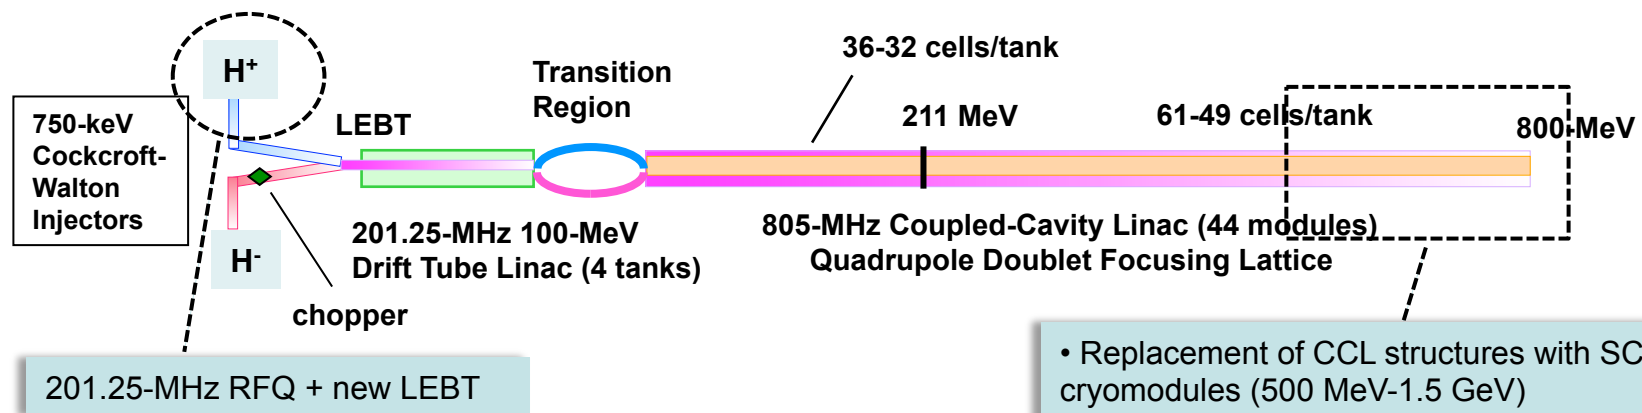 H+
36-32 cells/tank
Transition
Region
750-keV
Cockcroft-
Walton
Injectors
LEBT
211 MeV
61-49 cells/tank
800-MeV
201.25-MHz 100-MeV
Drift Tube Linac (4 tanks)
805-MHz Coupled-Cavity Linac (44 modules)
Quadrupole Doublet Focusing Lattice
H-
chopper
201.25-MHz RFQ + new LEBT
• Replacement of CCL structures with SC
cryomodules (500 MeV-1.5 GeV)